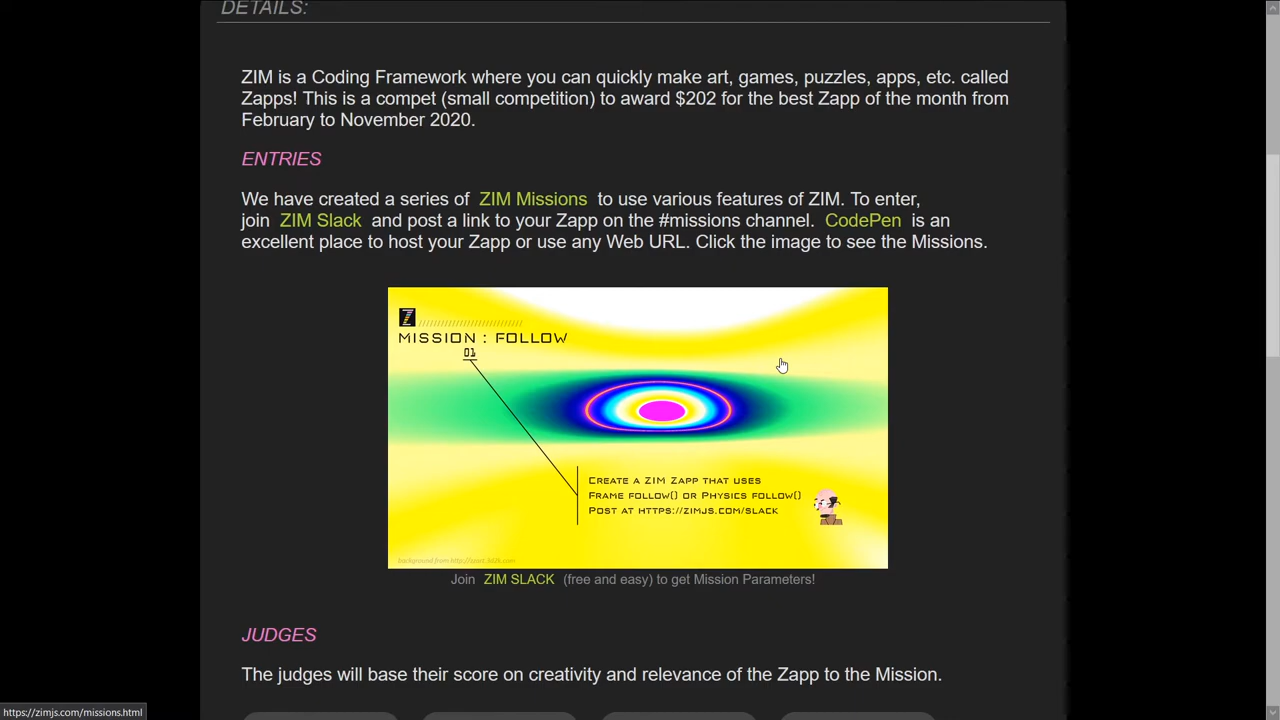 DETAILS:
ZIM is a Coding Framework where you can quickly make art, games, puzzles, apps, etc. called
Zapps! This is a compet (small competition) to award $202 for the best Zapp of the month from
February to November 2020.
ENTRIES
We have created a series of ZIM Missions to use various features of ZIM. To enter,
join ZIM Slack and post a link to your Zapp on the #missions channel. CodePen is an
excellent place to host your Zapp or use any Web URL. Click the image to see the Missions.
Z
MISSION : FOLLOW
01
CREATE A ZIM ZAPP THAT USES
FRAME FOLLOW() OR PHYSICS FOLLOW()
POST AT HTTPS://ZIMJS.COM/SLACK
Join ZIM SLACK (free and easy) to get Mission Parameters!
JUDGES
The judges will base their score on creativity and relevance of the Zapp to the Mission.
https://zimjs.com/missions.html